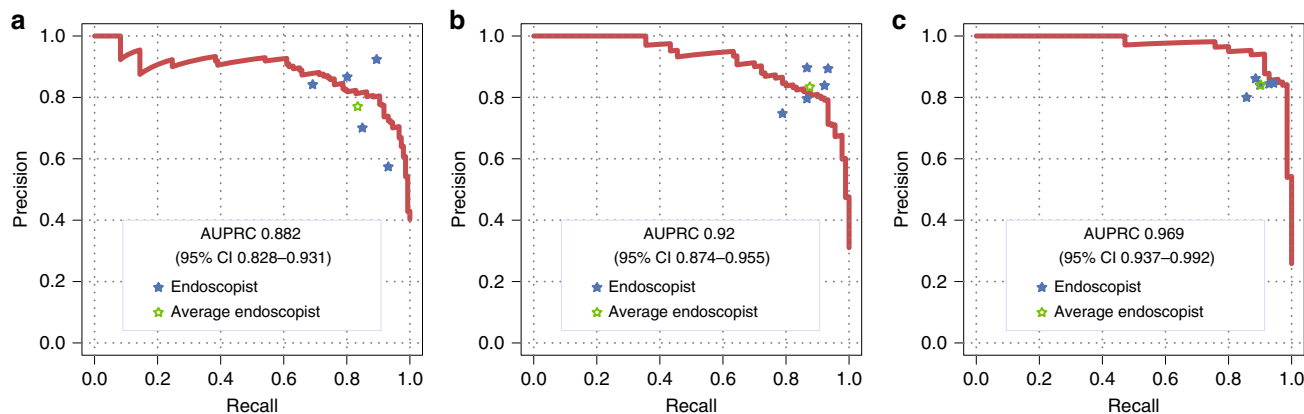 a
1.0
0.8
0.6
0.4
0.2
0.0
Precision
AUPRC 0.882
(95% CI 0.828–0.931)
Endoscopist
Average endoscopist
0.0 0.2 0.4 0.6 0.8 1.0
Recall
b
1.0
0.8
0.6
0.4
0.2
0.0
Precision
AUPRC 0.92
(95% CI 0.874–0.955)
Endoscopist
Average endoscopist
0.0 0.2 0.4 0.6 0.8 1.0
Recall
c
1.0
0.8
0.6
0.4
0.2
0.0
Precision
AUPRC 0.969
(95% CI 0.937–0.992)
Endoscopist
Average endoscopist
0.0 0.2 0.4 0.6 0.8 1.0
Recall